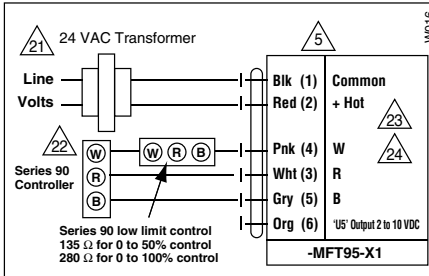 21 24 VAC Transformer
5
W016
Line
Volts
Blk (1) Common
Red (2) + Hot
23
22
24
W W R B Pnk (4) W
Series 90
Controller
R Wht (3) R
B Gry (5) B
Org (6) 'U5' Output 2 to 10 VDC
Series 90 low limit control
135 Ω for 0 to 50% control
280 Ω for 0 to 100% control
-MFT95-X1